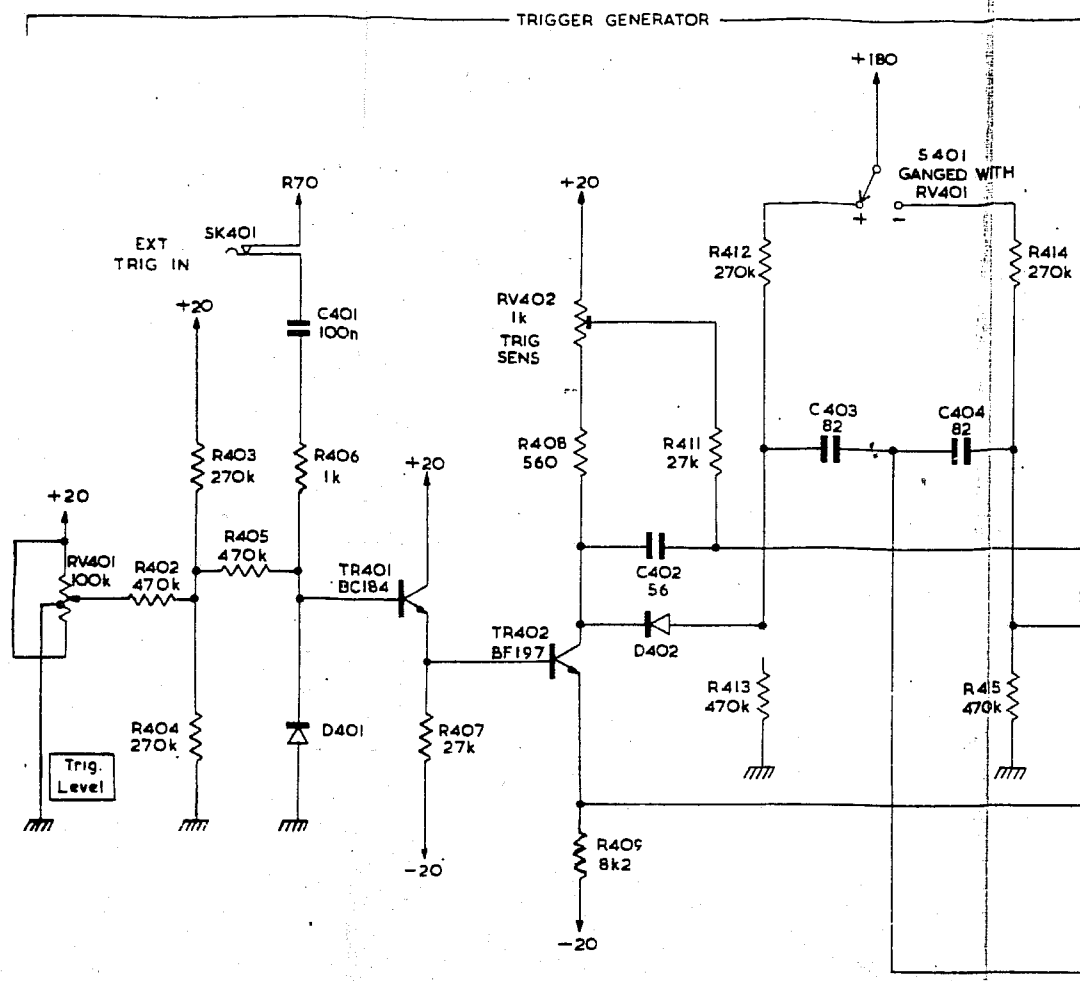 TRIGGER GENERATOR
+180
S401
GANGED WITH
RV401
+
-
R70
+20
SK401
EXT
TRIG IN
R412
270k
R414
270k
+20
C401
100n
RV402
1k
TRIG
SENS
C403
82
C404
82
R403
270k
R406
1k
+20
R408
560
R411
27k
+20
RV401
100k
R402
470k
R405
470k
TR401
BC184
C402
56
TR402
BF197
D402
R413
470k
R415
470k
R404
270k
D401
R407
27k
Trig.
Level
-20
R409
8k2
-20